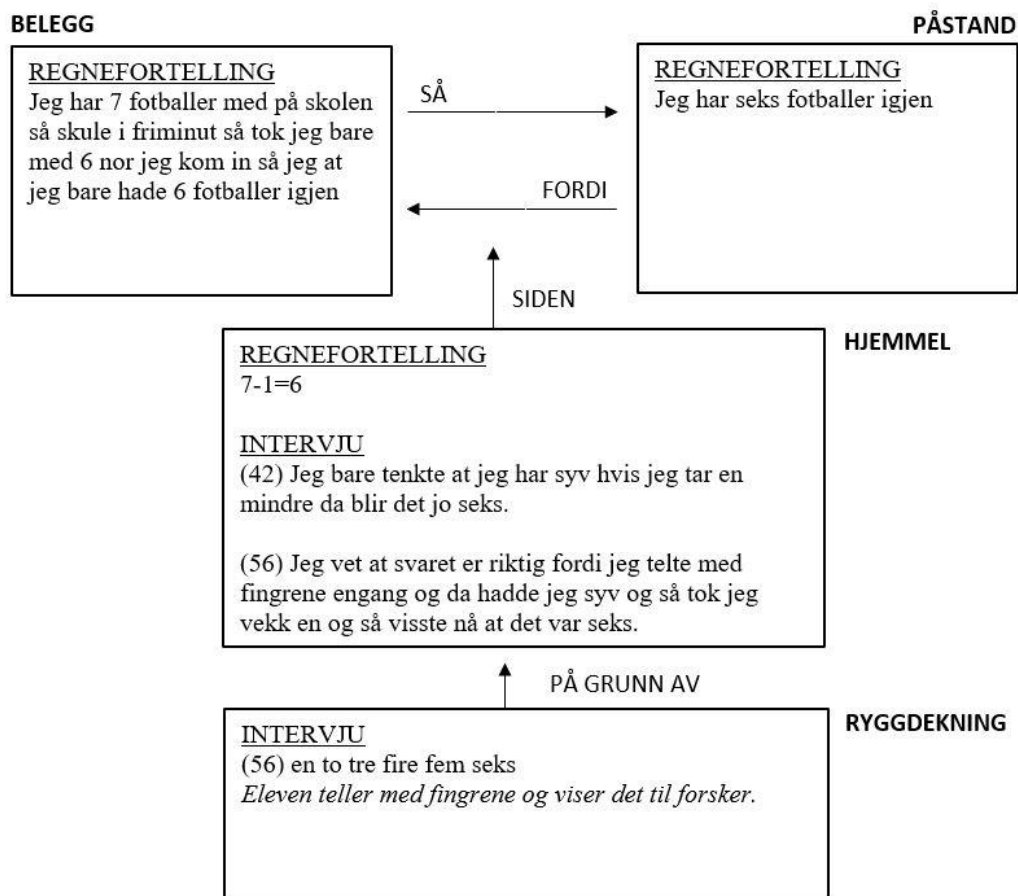 BELEGG
PÅSTAND
REGNEFORTELLING
Jeg har 7 fotballer med på skolen
så skule i friminut så tok jeg bare
med 6 nor jeg kom in så jeg at
jeg bare hade 6 fotballer igjen
SÅ
FORDI
REGNEFORTELLING
Jeg har seks fotballer igjen
SIDEN
HJEMMEL
REGNEFORTELLING
7-1=6
INTERVJU
(42) Jeg bare tenkte at jeg har syv hvis jeg tar en
mindre da blir det jo seks.
(56) Jeg vet at svaret er riktig fordi jeg telte med
fingrene engang og da hadde jeg syv og så tok jeg
vekk en og så visste nå at det var seks.
PÅ GRUNN AV
RYGGDEKNING
INTERVJU
(56) en to tre fire fem seks
Eleven teller med fingrene og viser det til forsker.